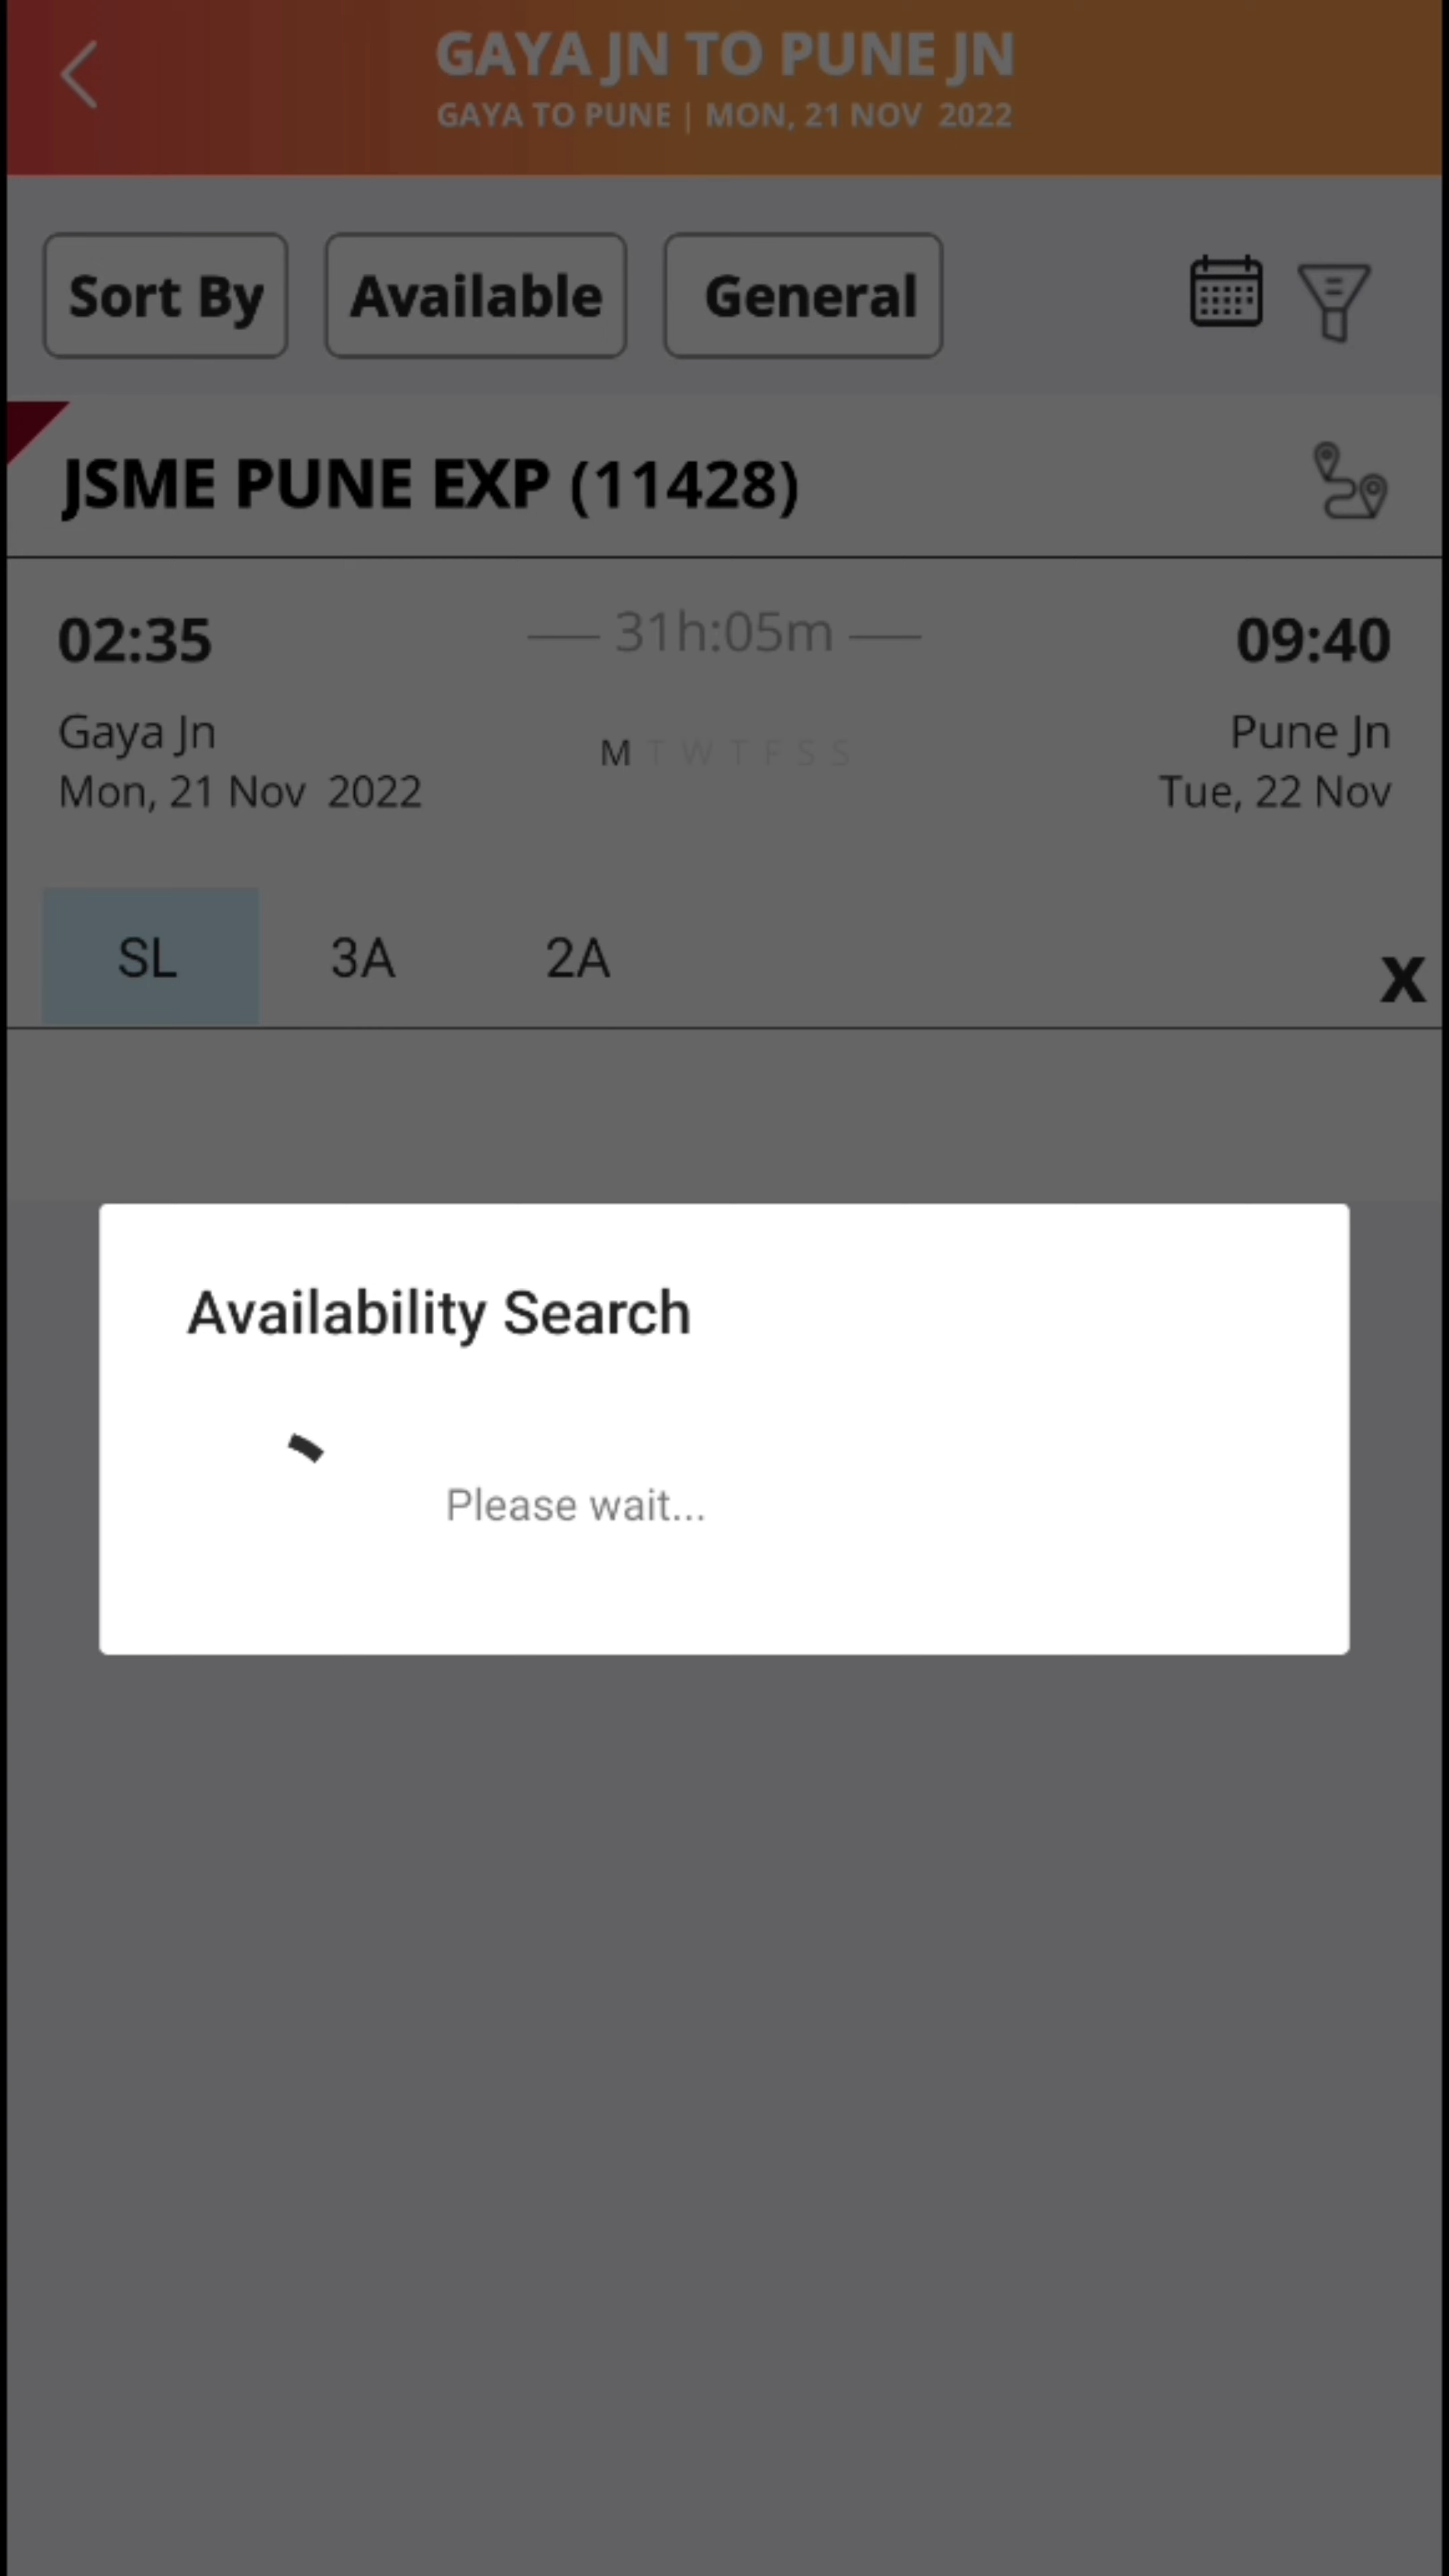 GAYA JN TO PUNE JN
GAYA TO PUNE | MON, 21 NOV 2022
Sort By Available General
JSME PUNE EXP (11428)
02:35 31h:05m 09:40
Gaya Jn M T W T F S S Pune Jn
Mon, 21 Nov 2022 Tue, 22 Nov
SL 3A 2A X
Availability Search
Please wait...